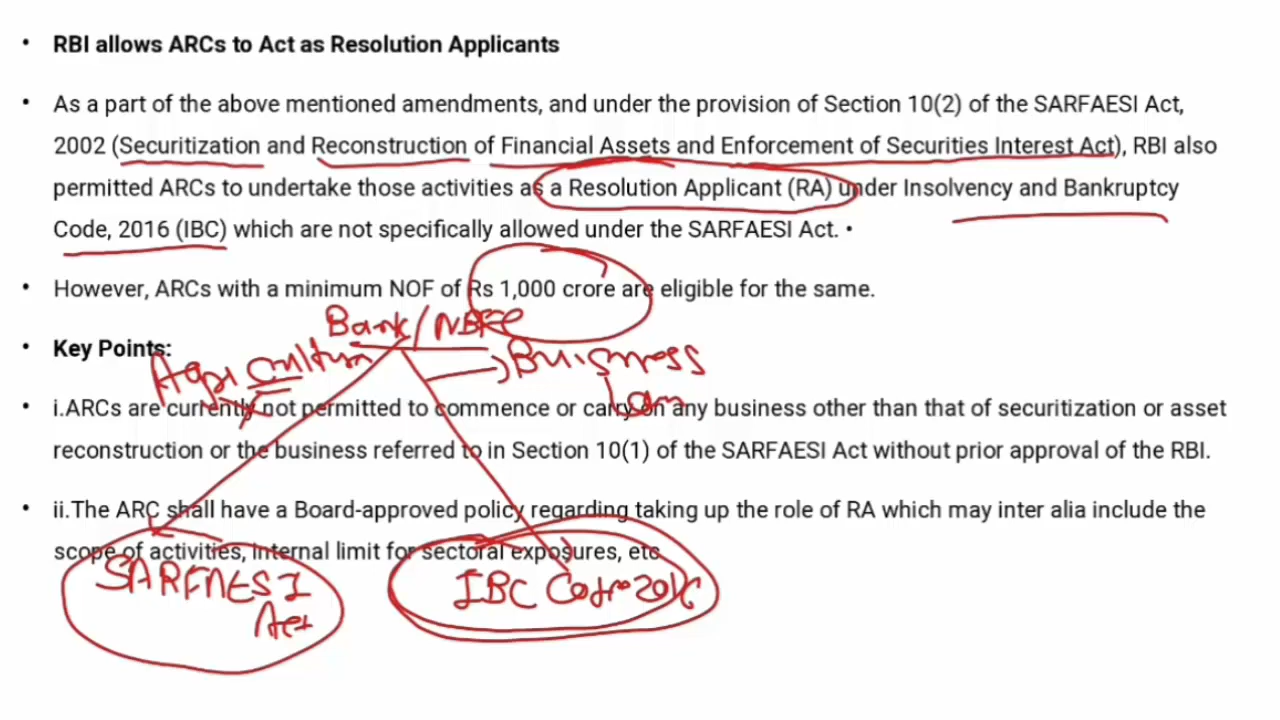 • RBI allows ARCs to Act as Resolution Applicants
• As a part of the above mentioned amendments, and under the provision of Section 10(2) of the SARFAESI Act,
2002 (Securitization and Reconstruction of Financial Assets and Enforcement of Securities Interest Act), RBI also
permitted ARCs to undertake those activities as a Resolution Applicant (RA) under Insolvency and Bankruptcy
Code, 2016 (IBC) which are not specifically allowed under the SARFAESI Act. •
• However, ARCs with a minimum NOF of Rs 1,000 crore are eligible for the same.
Bank/NBFC
• Key Points:
Agriculture
Buisness
Loan
• i.ARCs are currently not permitted to commence or carry on any business other than that of securitization or asset
reconstruction or the business referred to in Section 10(1) of the SARFAESI Act without prior approval of the RBI.
• ii.The ARC shall have a Board-approved policy regarding taking up the role of RA which may inter alia include the
scope of activities, internal limit for sectoral exposures, etc
SARFAESI
Act
IBC Code 2016